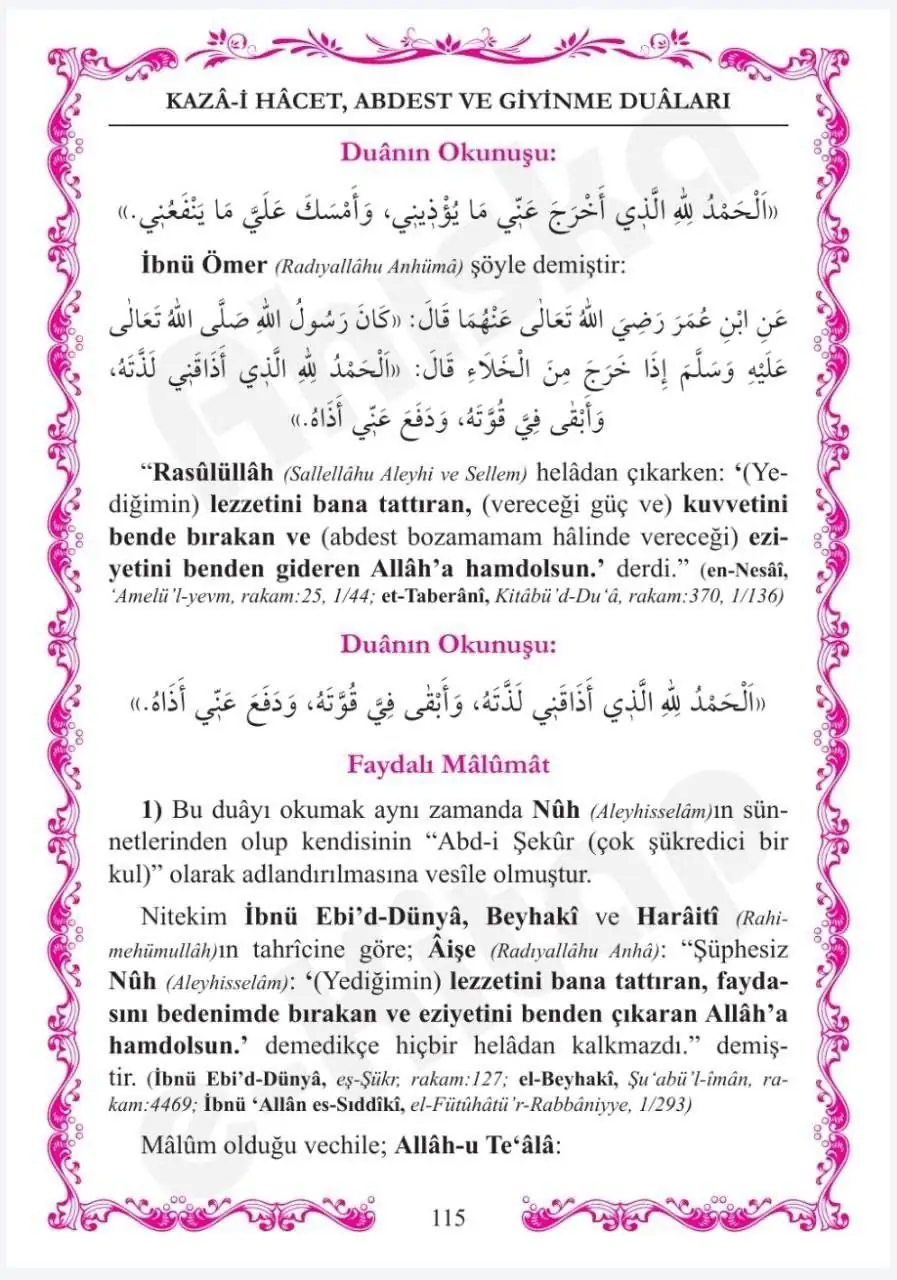 KAZÂ-İ HÂCET, ABDEST VE GİYİNME DUÂLARI
Duânın Okunuşu:
«اَلْحَمْدُ لِلّٰهِ الَّذ۪ي أَخْرَجَ عَنّ۪ي مَا يُؤْذ۪ين۪ي، وَأَمْسَكَ عَلَيَّ مَا يَنْفَعُن۪ي.»
İbnü Ömer (Radıyallâhu Anhümâ) şöyle demiştir:
عَنِ ابْنِ عُمَرَ رَضِيَ اللّٰهُ تَعَالٰى عَنْهُمَا قَالَ: «كَانَ رَسُولُ اللّٰهِ صَلَّى اللّٰهُ تَعَالٰى
عَلَيْهِ وَسَلَّمَ إِذَا خَرَجَ مِنَ الْخَلَاءِ قَالَ: «اَلْحَمْدُ لِلّٰهِ الَّذ۪ي أَذَاقَن۪ي لَذَّتَهُ،
وَأَبْقٰى فِيَّ قُوَّتَهُ، وَدَفَعَ عَنّ۪ي أَذَاهُ.»
“Rasûlüllâh (Sallellâhu Aleyhi ve Sellem) helâdan çıkarken: ‘(Ye-
diğimin) lezzetini bana tattıran, (vereceği güç ve) kuvvetini
bende bırakan ve (abdest bozamamam hâlinde vereceği) ezi-
yetini benden gideren Allâh’a hamdolsun.’ derdi.” (en-Nesâî,
‘Amelü’l-yevm, rakam:25, 1/44; et-Taberânî, Kitâbü’d-Du‘â, rakam:370, 1/136)
Duânın Okunuşu:
«اَلْحَمْدُ لِلّٰهِ الَّذ۪ي أَذَاقَن۪ي لَذَّتَهُ، وَأَبْقٰى فِيَّ قُوَّتَهُ، وَدَفَعَ عَنّ۪ي أَذَاهُ.»
Faydalı Mâlûmât
1) Bu duâyı okumak aynı zamanda Nûh (Aleyhisselâm)ın sün-
netlerinden olup kendisinin “Abd-i Şekûr (çok şükredici bir
kul)” olarak adlandırılmasına vesîle olmuştur.
Nitekim İbnü Ebi’d-Dünyâ, Beyhakî ve Harâitî (Rahi-
mehümullâh)ın tahrîcine göre; Âişe (Radıyallâhu Anhâ): “Şüphesiz
Nûh (Aleyhisselâm): ‘(Yediğimin) lezzetini bana tattıran, fayda-
sını bedenimde bırakan ve eziyetini benden çıkaran Allâh’a
hamdolsun.’ demedikçe hiçbir helâdan kalkmazdı.” demiş-
tir. (İbnü Ebi’d-Dünyâ, eş-Şükr, rakam:127; el-Beyhakî, Şu‘abü’l-îmân, ra-
kam:4469; İbnü ‘Allân es-Sıddîkî, el-Fütûhâtü’r-Rabbâniyye, 1/293)
Mâlûm olduğu vechile; Allâh-u Te‘âlâ:
115
Ahıska
e-Kitap